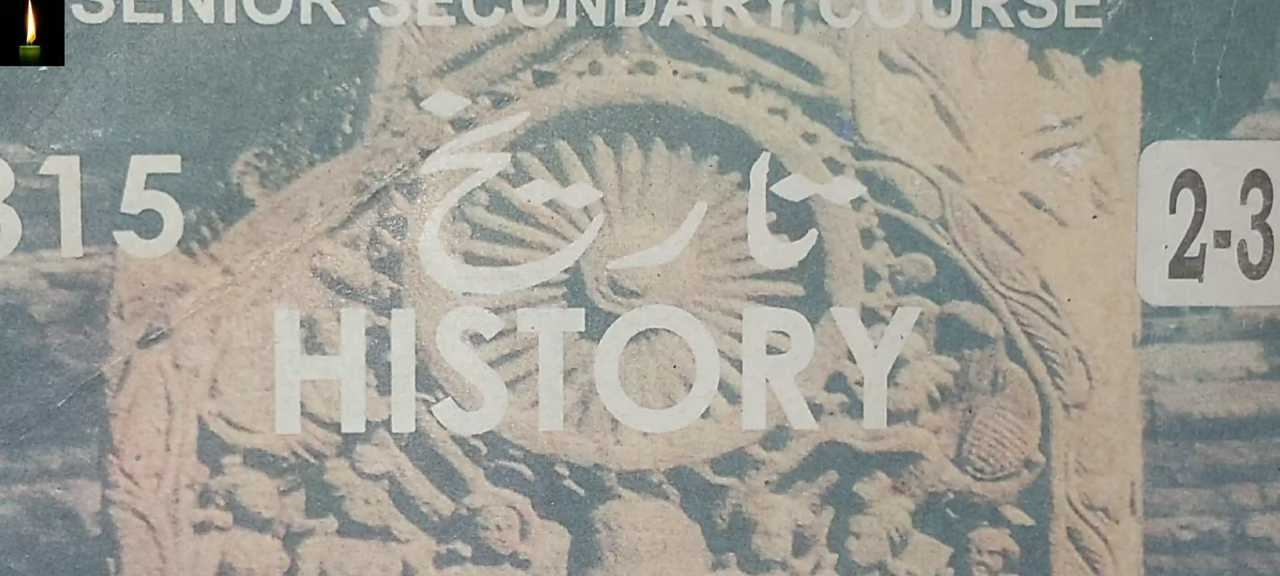 SENIOR SECONDARY COURSE
315
تاریخ
HISTORY
2-3